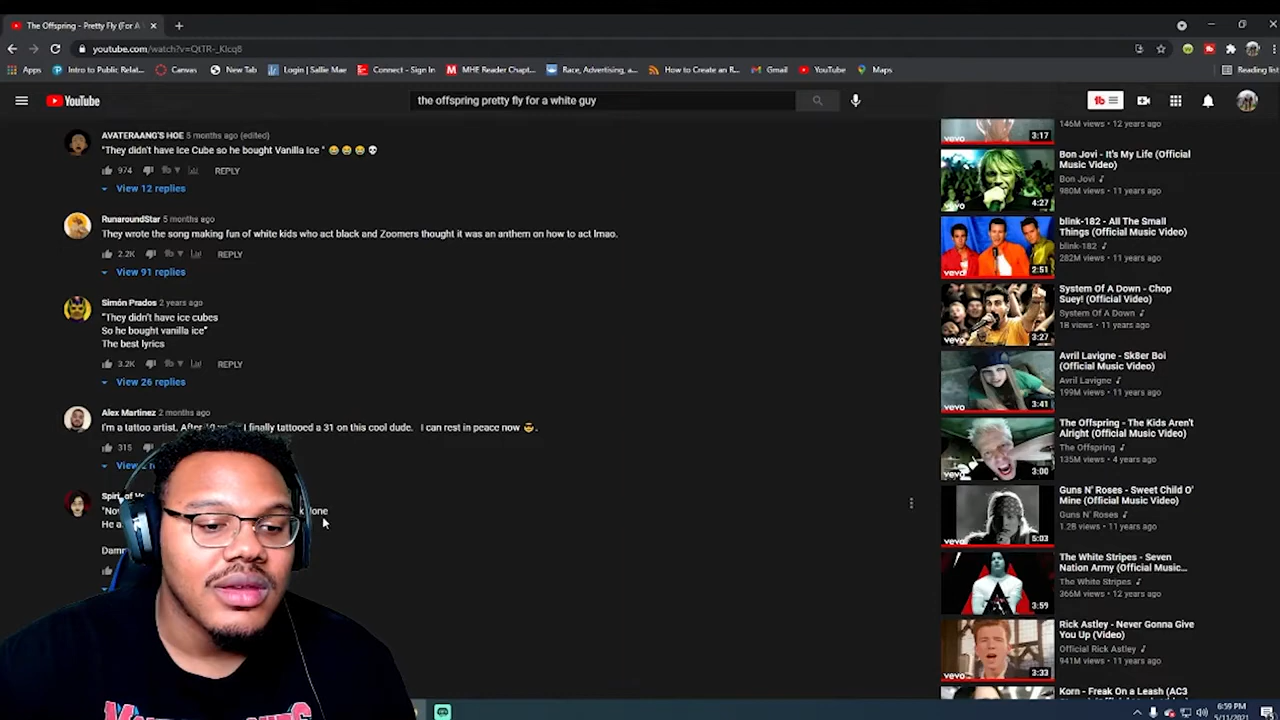 The Offspring - Pretty Fly (For A
youtube.com/watch?v=QtTR-_Klcq8
Apps
Intro to Public Relat...
Canvas
New Tab
Login | Sallie Mae
Connect - Sign In
MHE Reader Chapt...
Race, Advertising, a...
How to Create an R...
Gmail
YouTube
Maps
Reading list
YouTube
the offspring pretty fly for a white guy
AVATERAANG'S HOE 5 months ago (edited)
"They didn't have Ice Cube so he bought Vanilla Ice "
974 REPLY
View 12 replies
RunaroundStar 5 months ago
They wrote the song making fun of white kids who act black and Zoomers thought it was an anthem on how to act lmao.
2.2K REPLY
View 91 replies
Simón Prados 2 years ago
"They didn't have ice cubes
So he bought vanilla ice"
The best lyrics
3.2K REPLY
View 26 replies
Alex Martinez 2 months ago
I'm a tattoo artist. After I finally tattooed a 31 on this cool dude. I can rest in peace now
315
View
Spirit of
done
He
146M views • 12 years ago
3:17
Bon Jovi - It's My Life (Official
Music Video)
Bon Jovi
980M views • 11 years ago
4:27
blink-182 - All The Small
Things (Official Music Video)
blink-182
282M views • 11 years ago
2:51
System Of A Down - Chop
Suey! (Official Video)
System Of A Down
1B views • 11 years ago
3:27
Avril Lavigne - Sk8er Boi
(Official Music Video)
Avril Lavigne
199M views • 11 years ago
3:41
The Offspring - The Kids Aren't
Alright (Official Music Video)
The Offspring
135M views • 4 years ago
3:00
Guns N' Roses - Sweet Child O'
Mine (Official Music Video)
Guns N' Roses
1.2B views • 11 years ago
5:03
The White Stripes - Seven
Nation Army (Official Music...
The White Stripes
366M views • 12 years ago
3:59
Rick Astley - Never Gonna Give
You Up (Video)
Official Rick Astley
941M views • 11 years ago
3:33
Korn - Freak On a Leash (AC3
6:59 PM
5/11/2021